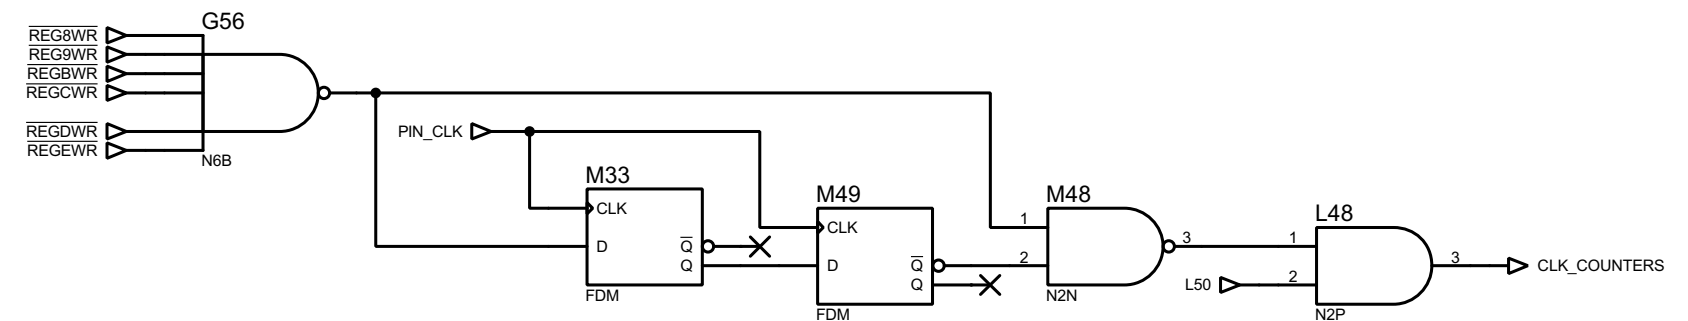 G56
REG8WR
REG9WR
REGBWR
REGCWR
REGDWR
REGEWR
N6B
PIN_CLK
M33
CLK
D
Q
Q
FDM
M49
CLK
D
Q
Q
FDM
M48
1
2
3
N2N
L48
1
L50
2
3
CLK_COUNTERS
N2P